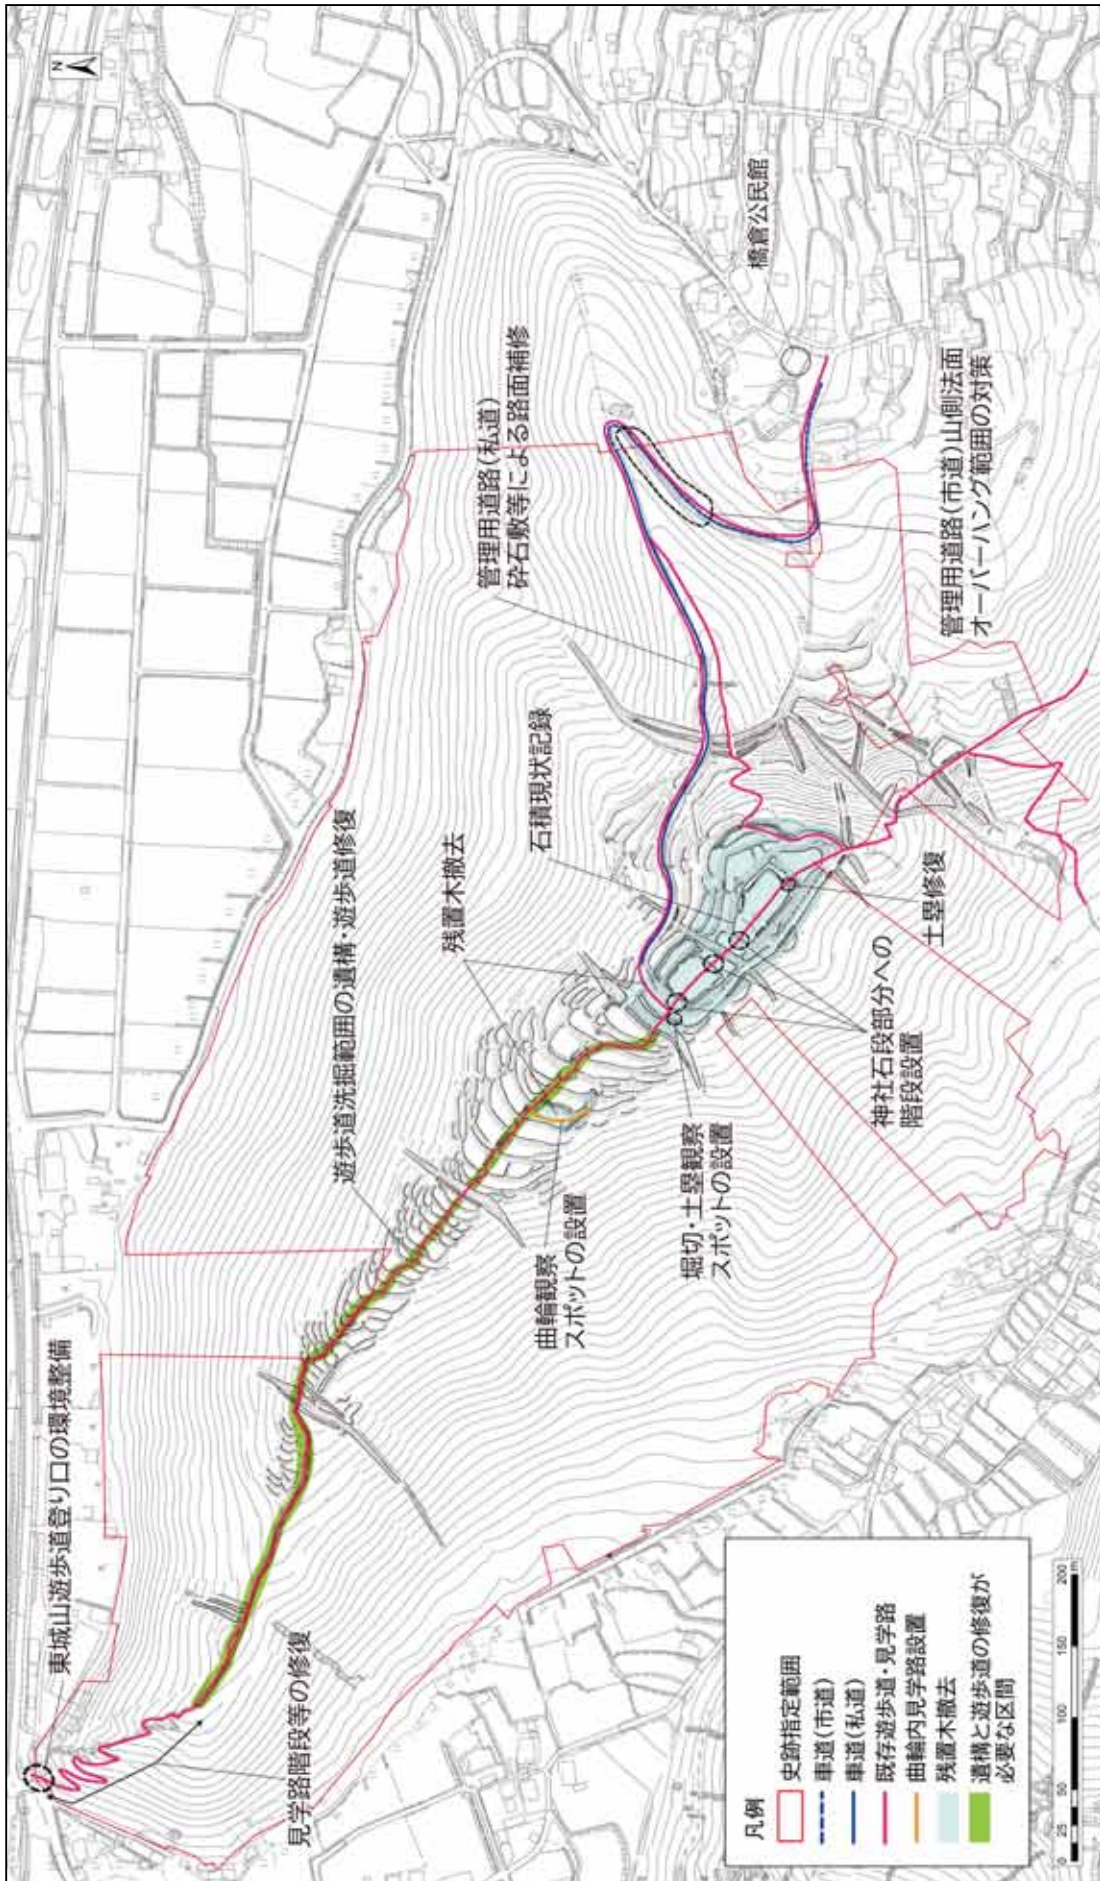 N
東城山遊歩道登り口の環境整備
見学路階段等の修復
遊歩道洗掘範囲の遺構・遊歩道修復
残置木撤去
曲輪観察
スポットの設置
石積現状記録
管理用道路(私道)
砕石敷等による路面補修
堀切・土塁観察
スポットの設置
神社石段部分への
階段設置
土塁修復
管理用道路(市道)山側法面
オーバーハング範囲の対策
橋倉公民館
凡例
史跡指定範囲
車道(市道)
車道(私道)
既存遊歩道・見学路
曲輪内見学路設置
残置木撤去
遺構と遊歩道の修復が
必要な区間
0 25 50 100 150 200
m